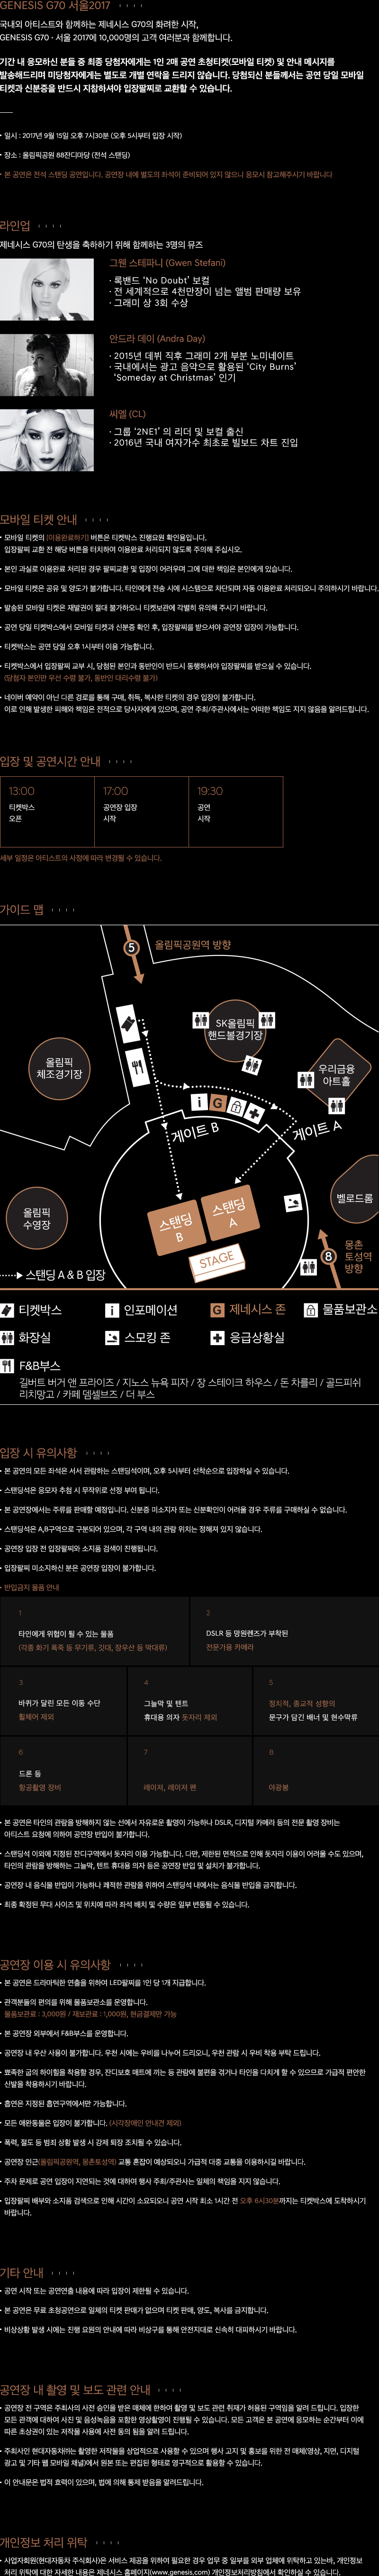 GENESIS G70 서울2017
국내외 아티스트와 함께하는 제네시스 G70의 화려한 시작,
GENESIS G70 · 서울 2017에 10,000명의 고객 여러분과 함께합니다.
기간 내 응모하신 분들 중 최종 당첨자에게는 1인 2매 공연 초청티켓(모바일 티켓) 및 안내 메시지를
발송해드리며 미당첨자에게는 별도로 개별 연락을 드리지 않습니다. 당첨되신 분들께서는 공연 당일 모바일
티켓과 신분증을 반드시 지참하셔야 입장팔찌로 교환할 수 있습니다.
• 일시 : 2017년 9월 15일 오후 7시30분 (오후 5시부터 입장 시작)
• 장소 : 올림픽공원 88잔디마당 (전석 스탠딩)
• 본 공연은 전석 스탠딩 공연입니다. 공연장 내에 별도의 좌석이 준비되어 있지 않으니 응모시 참고해주시기 바랍니다
라인업
제네시스 G70의 탄생을 축하하기 위해 함께하는 3명의 뮤즈
그웬 스테파니 (Gwen Stefani)
· 록밴드 ‘No Doubt’ 보컬
· 전 세계적으로 4천만장이 넘는 앨범 판매량 보유
· 그래미 상 3회 수상
안드라 데이 (Andra Day)
· 2015년 데뷔 직후 그래미 2개 부분 노미네이트
· 국내에서는 광고 음악으로 활용된 ‘City Burns’
‘Someday at Christmas’ 인기
씨엘 (CL)
· 그룹 ‘2NE1’ 의 리더 및 보컬 출신
· 2016년 국내 여자가수 최초로 빌보드 차트 진입
모바일 티켓 안내
• 모바일 티켓의 [이용완료하기] 버튼은 티켓박스 진행요원 확인용입니다.
입장팔찌 교환 전 해당 버튼을 터치하여 이용완료 처리되지 않도록 주의해 주십시오.
• 본인 과실로 이용완료 처리된 경우 팔찌교환 및 입장이 어려우며 그에 대한 책임은 본인에게 있습니다.
• 모바일 티켓은 공유 및 양도가 불가합니다. 타인에게 전송 시에 시스템으로 차단되며 자동 이용완료 처리되오니 주의하시기 바랍니다.
• 발송된 모바일 티켓은 재발권이 절대 불가하오니 티켓보관에 각별히 유의해 주시기 바랍니다.
• 공연 당일 티켓박스에서 모바일 티켓과 신분증 확인 후, 입장팔찌를 받으셔야 공연장 입장이 가능합니다.
• 티켓박스는 공연 당일 오후 1시부터 이용 가능합니다.
• 티켓박스에서 입장팔찌 교부 시, 당첨된 본인과 동반인이 반드시 동행하셔야 입장팔찌를 받으실 수 있습니다.
(당첨자 본인만 우선 수령 불가, 동반인 대리수령 불가)
• 네이버 예약이 아닌 다른 경로를 통해 구매, 취득, 복사한 티켓의 경우 입장이 불가합니다.
이로 인해 발생한 피해와 책임은 전적으로 당사자에게 있으며, 공연 주최/주관사에서는 어떠한 책임도 지지 않음을 알려드립니다.
입장 및 공연시간 안내
13:00 17:00 19:30
티켓박스 공연장 입장 공연
오픈 시작 시작
세부 일정은 아티스트의 사정에 따라 변경될 수 있습니다.
가이드 맵
5 올림픽공원역 방향
SK올림픽
핸드볼경기장
올림픽
체조경기장
우리금융
아트홀
i G
게이트 B
게이트 A
올림픽
수영장
벨로드롬
스탠딩
B
스탠딩
A
STAGE
몽촌
토성역
방향
8
스탠딩 A & B 입장
티켓박스 i 인포메이션 G 제네시스 존 물품보관소
화장실 스모킹 존 응급상황실
F&B부스
길버트 버거 앤 프라이즈 / 지노스 뉴욕 피자 / 장 스테이크 하우스 / 돈 차를리 / 골드피쉬
리치망고 / 카페 뎀셀브즈 / 더 부스
입장 시 유의사항
• 본 공연의 모든 좌석은 서서 관람하는 스탠딩석이며, 오후 5시부터 선착순으로 입장하실 수 있습니다.
• 스탠딩석은 응모자 추첨 시 무작위로 선정 부여 됩니다.
• 본 공연장에서는 주류를 판매할 예정입니다. 신분증 미소지자 또는 신분확인이 어려울 경우 주류를 구매하실 수 없습니다.
• 스탠딩석은 A,B구역으로 구분되어 있으며, 각 구역 내의 관람 위치는 정해져 있지 않습니다.
• 공연장 입장 전 입장팔찌와 소지품 검색이 진행됩니다.
• 입장팔찌 미소지하신 분은 공연장 입장이 불가합니다.
• 반입금지 물품 안내
1
타인에게 위협이 될 수 있는 물품
(각종 화기 폭죽 등 무기류, 깃대, 장우산 등 막대류)
2
DSLR 등 망원렌즈가 부착된
전문가용 카메라
3
바퀴가 달린 모든 이동 수단
휠체어 제외
4
그늘막 및 텐트
휴대용 의자 돗자리 제외
5
정치적, 종교적 성향의
문구가 담긴 배너 및 현수막류
6
드론 등
항공촬영 장비
7
레이저, 레이저 펜
8
야광봉
• 본 공연은 타인의 관람을 방해하지 않는 선에서 자유로운 촬영이 가능하나 DSLR, 디지털 카메라 등의 전문 촬영 장비는
아티스트 요청에 의하여 공연장 반입이 불가합니다.
• 스탠딩석 이외에 지정된 잔디구역에서 돗자리 이용 가능합니다. 다만, 제한된 면적으로 인해 돗자리 이용이 어려울 수도 있으며,
타인의 관람을 방해하는 그늘막, 텐트 휴대용 의자 등은 공연장 반입 및 설치가 불가합니다.
• 공연장 내 음식물 반입이 가능하나 쾌적한 관람을 위하여 스탠딩석 내에서는 음식물 반입을 금지합니다.
• 최종 확정된 무대 사이즈 및 위치에 따라 좌석 배치 및 수량은 일부 변동될 수 있습니다.
공연장 이용 시 유의사항
• 본 공연은 드라마틱한 연출을 위하여 LED팔찌를 1인 당 1개 지급합니다.
• 관객분들의 편의를 위해 물품보관소를 운영합니다.
물품보관료 : 3,000원 / 재보관료 : 1,000원, 현금결제만 가능
• 본 공연장 외부에서 F&B부스를 운영합니다.
• 공연장 내 우산 사용이 불가합니다. 우천 시에는 우비를 나누어 드리오니, 우천 관람 시 우비 착용 부탁 드립니다.
• 뾰족한 굽의 하이힐을 착용할 경우, 잔디보호 매트에 끼는 등 관람에 불편을 겪거나 타인을 다치게 할 수 있으므로 가급적 편안한
신발을 착용하시기 바랍니다.
• 흡연은 지정된 흡연구역에서만 가능합니다.
• 모든 애완동물은 입장이 불가합니다. (시각장애인 안내견 제외)
• 폭력, 절도 등 범죄 상황 발생 시 강제 퇴장 조치될 수 있습니다.
• 공연장 인근(올림픽공원역, 몽촌토성역) 교통 혼잡이 예상되오니 가급적 대중 교통을 이용하시길 바랍니다.
• 주차 문제로 공연 입장이 지연되는 것에 대하여 행사 주최/주관사는 일체의 책임을 지지 않습니다.
• 입장팔찌 배부와 소지품 검색으로 인해 시간이 소요되오니 공연 시작 최소 1시간 전 오후 6시30분까지는 티켓박스에 도착하시기
바랍니다.
기타 안내
• 공연 시작 또는 공연연출 내용에 따라 입장이 제한될 수 있습니다.
• 본 공연은 무료 초청공연으로 일체의 티켓 판매가 없으며 티켓 판매, 양도, 복사를 금지합니다.
• 비상상황 발생 시에는 진행 요원의 안내에 따라 비상구를 통해 안전지대로 신속히 대피하시기 바랍니다.
공연장 내 촬영 및 보도 관련 안내
• 공연장 전 구역은 주최사의 사전 승인을 받은 매체에 한하여 촬영 및 보도 관련 취재가 허용된 구역임을 알려 드립니다. 입장한
모든 관객에 대하여 사진 및 음성녹음을 포함한 영상촬영이 진행될 수 있습니다. 모든 고객은 본 공연에 응모하는 순간부터 이에
따른 초상권이 있는 저작물 사용에 사전 동의 됨을 알려 드립니다.
• 주최사인 현대자동차㈜는 촬영한 저작물을 상업적으로 사용할 수 있으며 행사 고지 및 홍보를 위한 전 매체(영상, 지면, 디지털
광고 및 기타 웹 모바일 채널)에서 원본 또는 편집된 형태로 영구적으로 활용할 수 있습니다.
• 이 안내문은 법적 효력이 있으며, 법에 의해 통제 받음을 알려드립니다.
개인정보 처리 위탁
• 사업자회원(현대자동차 주식회사)은 서비스 제공을 위하여 필요한 경우 업무 중 일부를 외부 업체에 위탁하고 있는바, 개인정보
처리 위탁에 대한 자세한 내용은 제네시스 홈페이지(www.genesis.com) 개인정보처리방침에서 확인하실 수 있습니다.